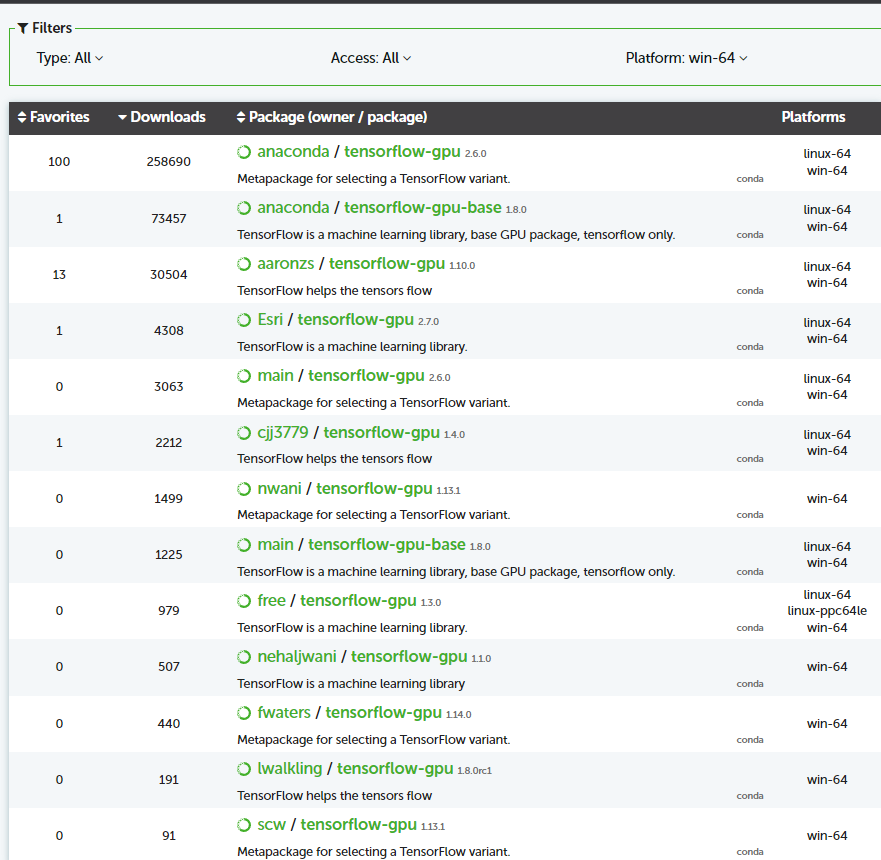 Filters
Type: All Access: All Platform: win-64
Favorites Downloads Package (owner / package) Platforms
100 258690 anaconda / tensorflow-gpu 2.6.0 linux-64
Metapackage for selecting a TensorFlow variant. conda win-64
1 73457 anaconda / tensorflow-gpu-base 1.8.0 linux-64
TensorFlow is a machine learning library, base GPU package, tensorflow only. conda win-64
13 30504 aaronzs / tensorflow-gpu 1.10.0 linux-64
TensorFlow helps the tensors flow conda win-64
1 4308 Esri / tensorflow-gpu 2.7.0 linux-64
TensorFlow is a machine learning library. conda win-64
0 3063 main / tensorflow-gpu 2.6.0 linux-64
Metapackage for selecting a TensorFlow variant. conda win-64
1 2212 cjj3779 / tensorflow-gpu 1.4.0 linux-64
TensorFlow helps the tensors flow conda win-64
0 1499 nwani / tensorflow-gpu 1.13.1 win-64
Metapackage for selecting a TensorFlow variant. conda
0 1225 main / tensorflow-gpu-base 1.8.0 linux-64
TensorFlow is a machine learning library, base GPU package, tensorflow only. conda win-64
0 979 free / tensorflow-gpu 1.3.0 linux-64
linux-ppc64le
TensorFlow is a machine learning library. conda win-64
0 507 nehaljwani / tensorflow-gpu 1.1.0 win-64
TensorFlow is a machine learning library conda
0 440 fwaters / tensorflow-gpu 1.14.0 win-64
Metapackage for selecting a TensorFlow variant. conda
0 191 lwalkling / tensorflow-gpu 1.8.0rc1 win-64
TensorFlow helps the tensors flow conda
0 91 scw / tensorflow-gpu 1.13.1 win-64
Metapackage for selecting a TensorFlow variant. conda